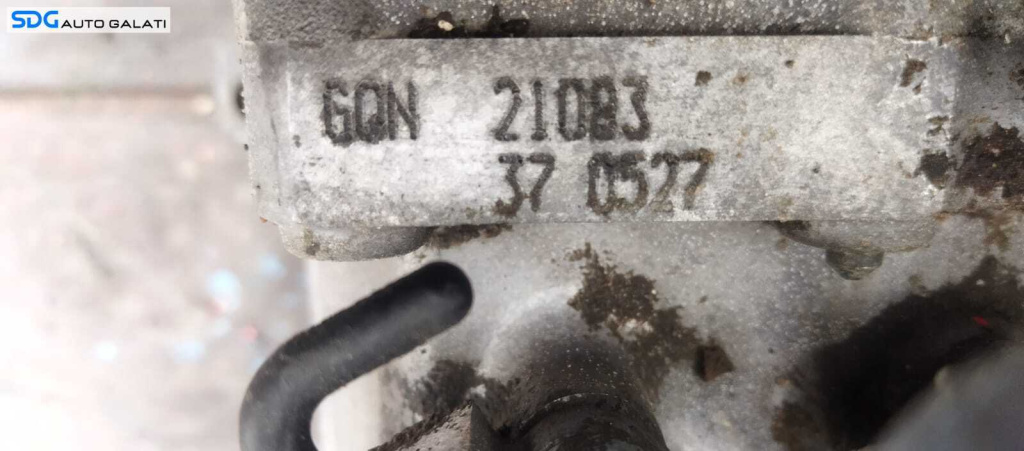 SDG AUTO GALATI
GQN 21083
37 0527